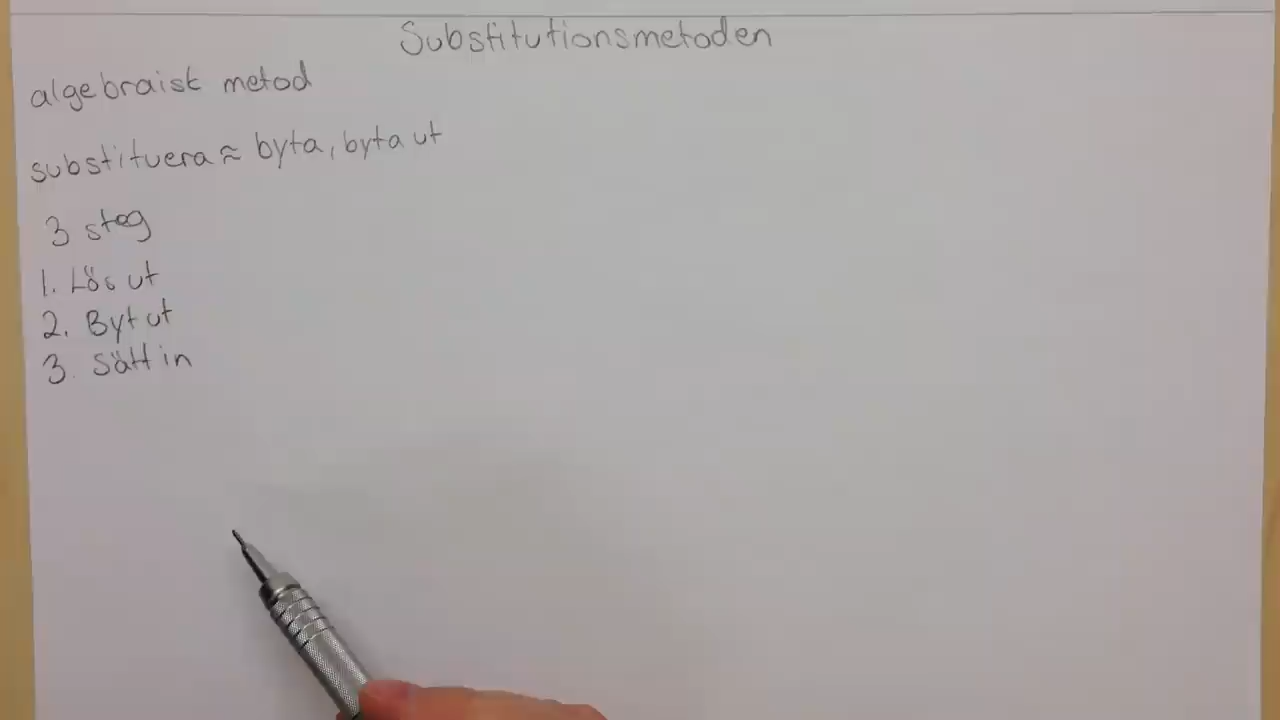 Substitutionsmetoden
algebraisk metod
substituera ≈ byta, byta ut
3 steg
1. Lös ut
2. Byt ut
3. Sätt in